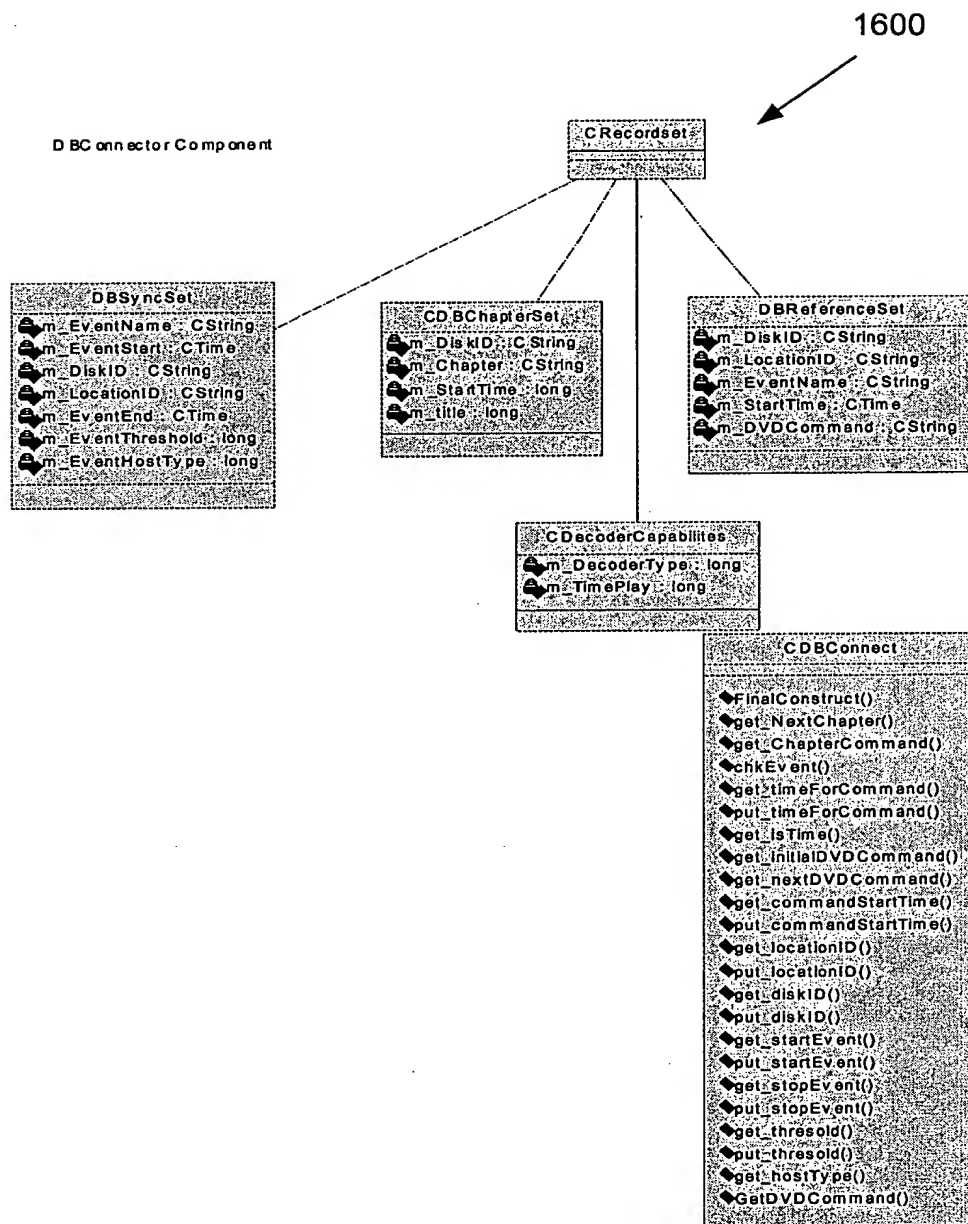 1600
DBConnector Component
CRecordset
DBSyncSet
m_EventName : CString
m_EventStart : CTime
m_DiskID : CString
m_LocationID : CString
m_EventEnd : CTime
m_EventThreshold : long
m_EventHostType : long
CDBChapterSet
m_DiskID : CString
m_Chapter : CString
m_StartTime : long
m_title : long
DBReferenceSet
m_DiskID : CString
m_LocationID : CString
m_EventName : CString
m_StartTime : CTime
m_DVDCommand : CString
CDecoderCapabilites
m_DecoderType : long
m_TimePlay : long
CDBConnect
FinalConstruct()
get_NextChapter()
get_ChapterCommand()
chkEvent()
get_timeForCommand()
put_timeForCommand()
get_isTime()
get_initialDVDCommand()
get_nextDVDCommand()
get_commandStartTime()
put_commandStartTime()
get_locationID()
put_locationID()
get_diskID()
put_diskID()
get_startEvent()
put_startEvent()
get_stopEvent()
put_stopEvent()
get_thresold()
put_thresold()
get_hostType()
GetDVDCommand()